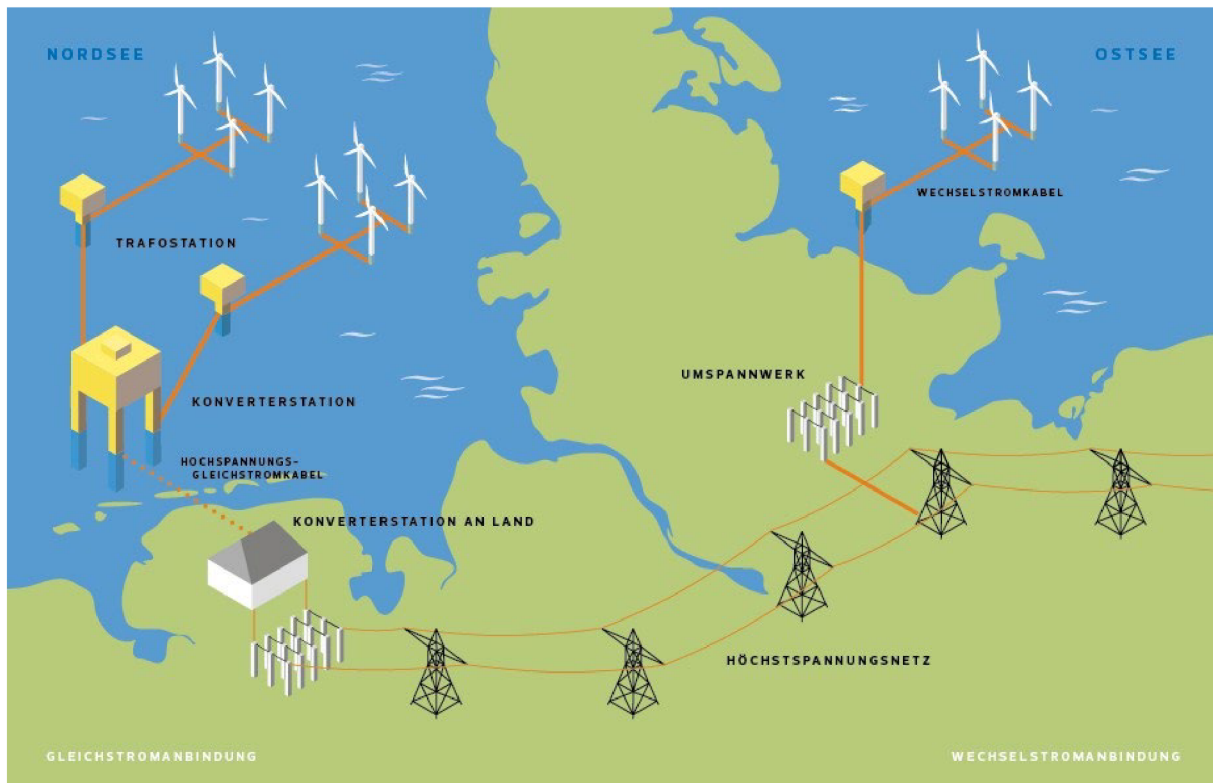 NORDSEE
OSTSEE
WECHSELSTROMKABEL
TRAFOSTATION
UMSPANNWERK
KONVERTERSTATION
HOCHSPANNUNGS-
GLEICHSTROMKABEL
KONVERTERSTATION AN LAND
HÖCHSTSPANNUNGSNETZ
GLEICHSTROMANBINDUNG
WECHSELSTROMANBINDUNG